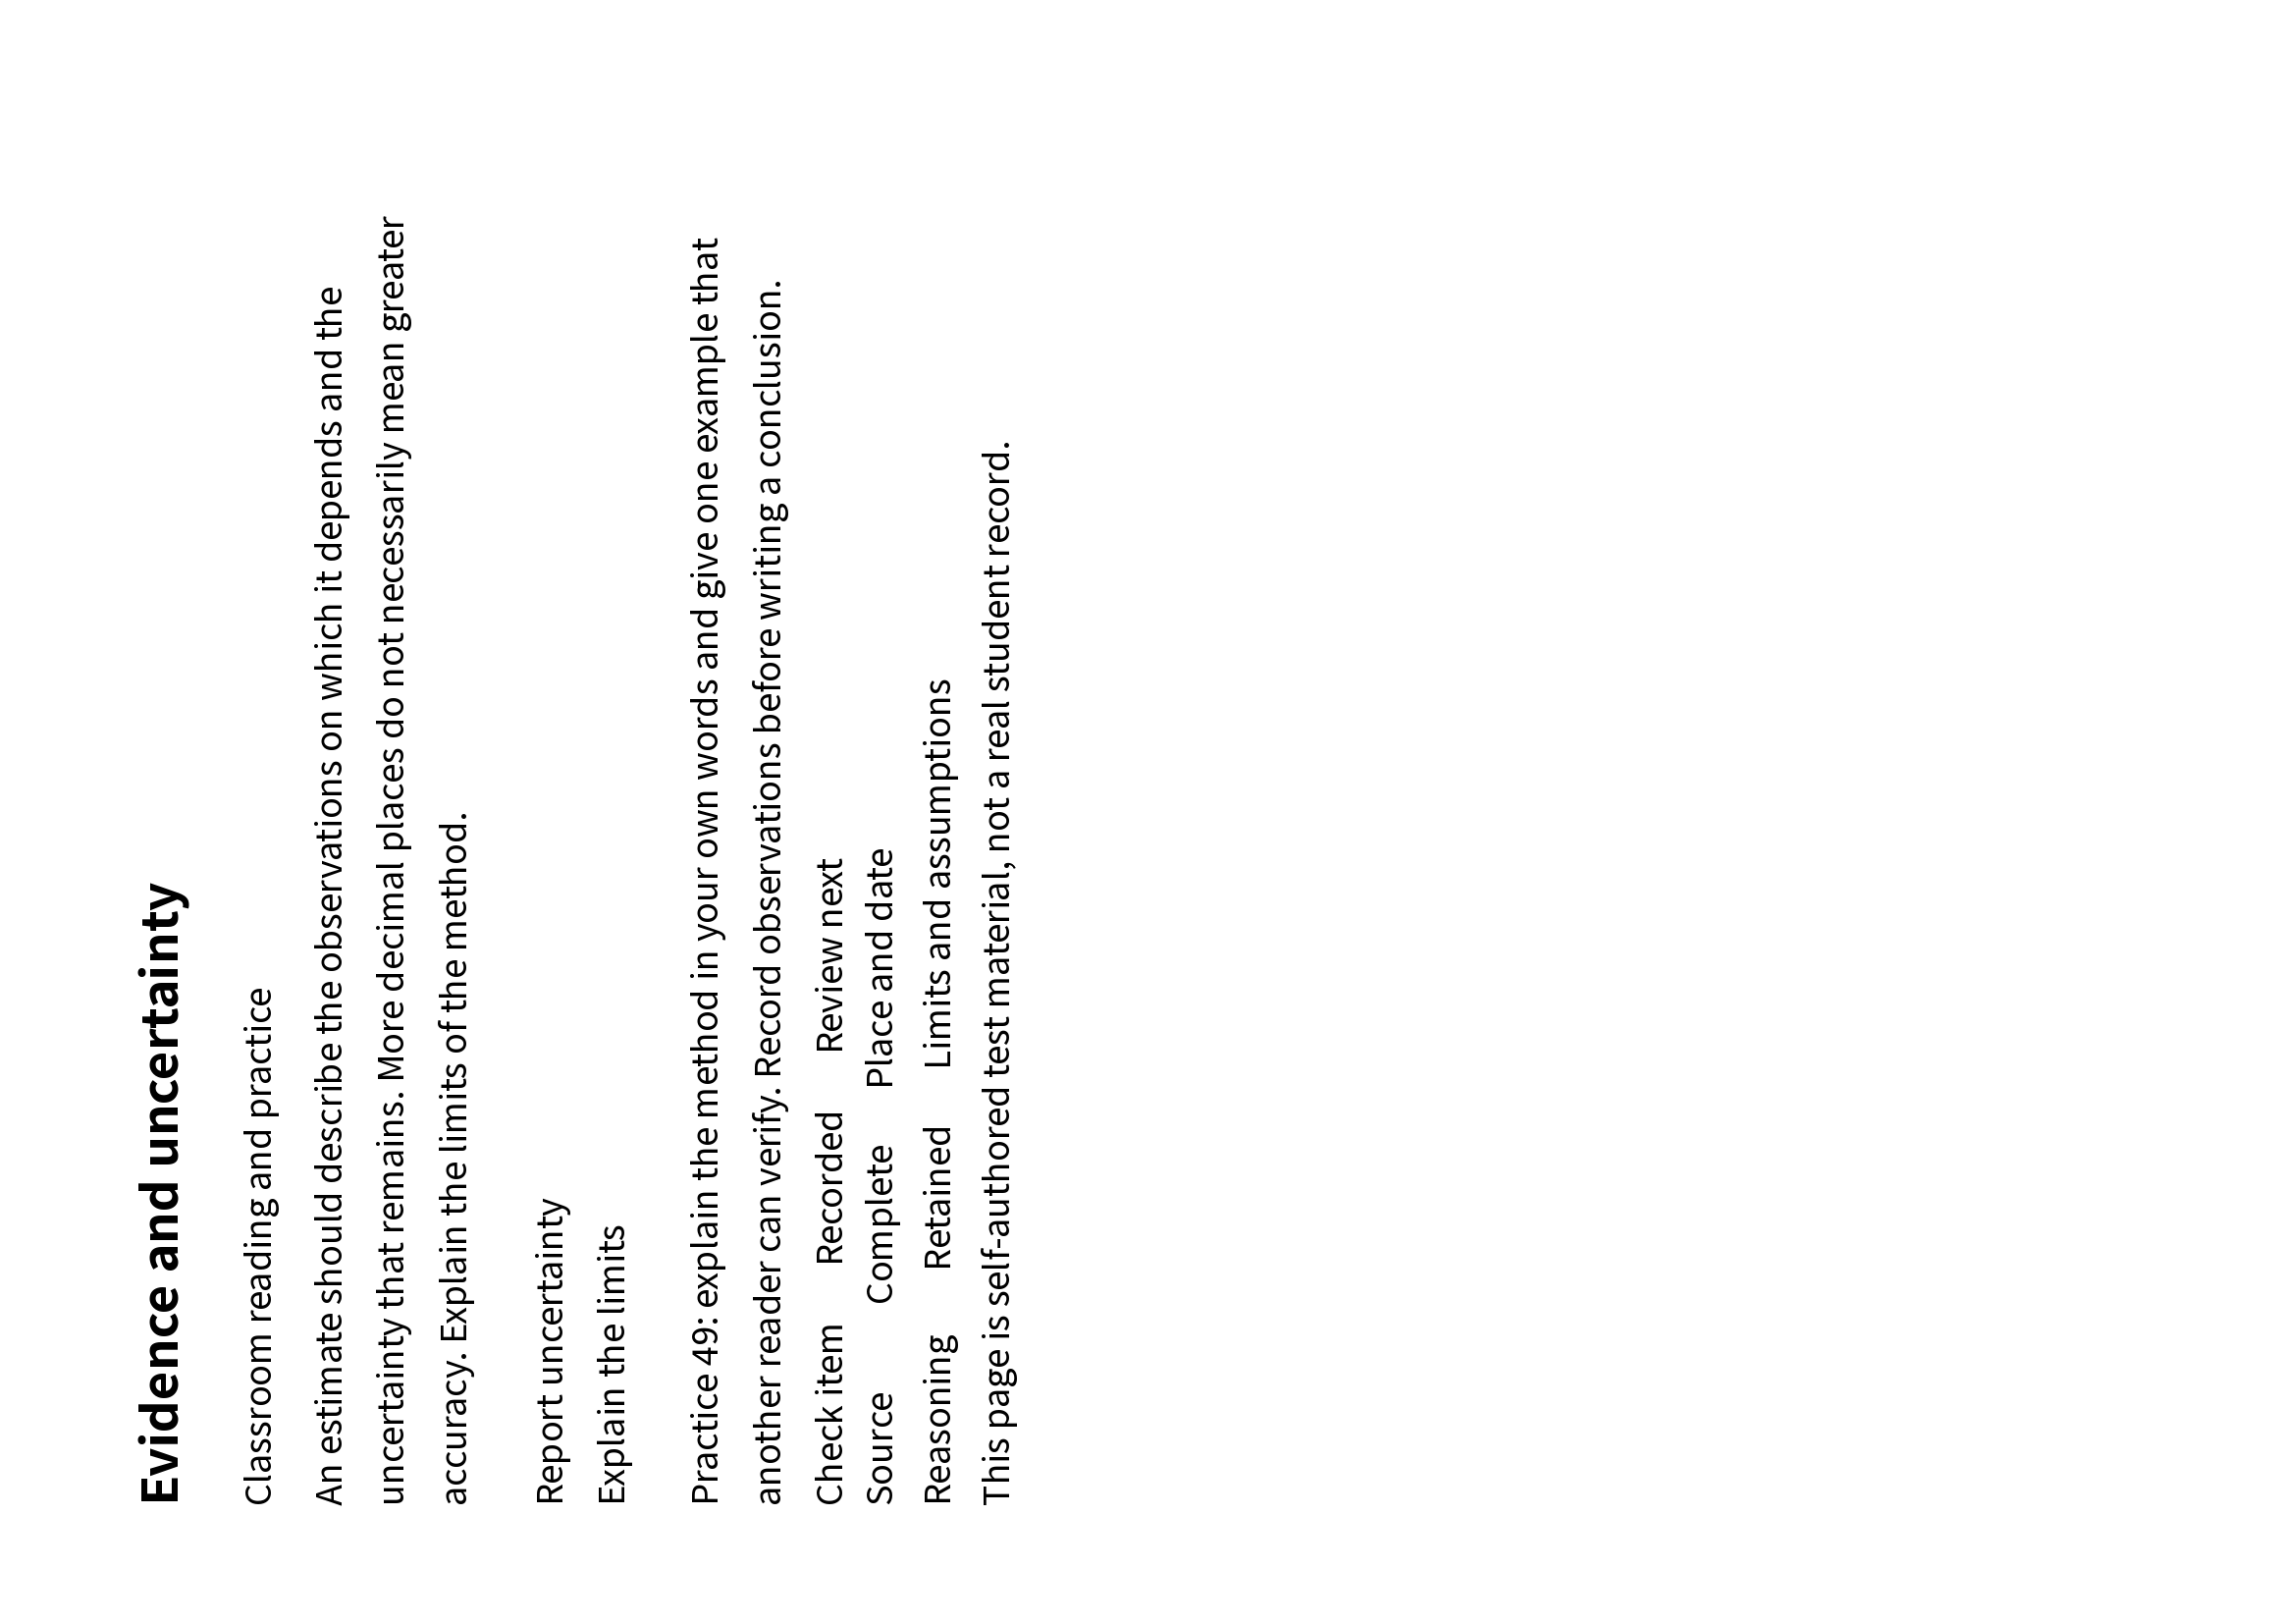 Evidence and uncertainty
Classroom reading and practice
An estimate should describe the observations on which it depends and the
uncertainty that remains. More decimal places do not necessarily mean greater
accuracy. Explain the limits of the method.
Report uncertainty
Explain the limits
Practice 49: explain the method in your own words and give one example that
another reader can verify. Record observations before writing a conclusion.
Check item Recorded Review next
Source Complete Place and date
Reasoning Retained Limits and assumptions
This page is self-authored test material, not a real student record.